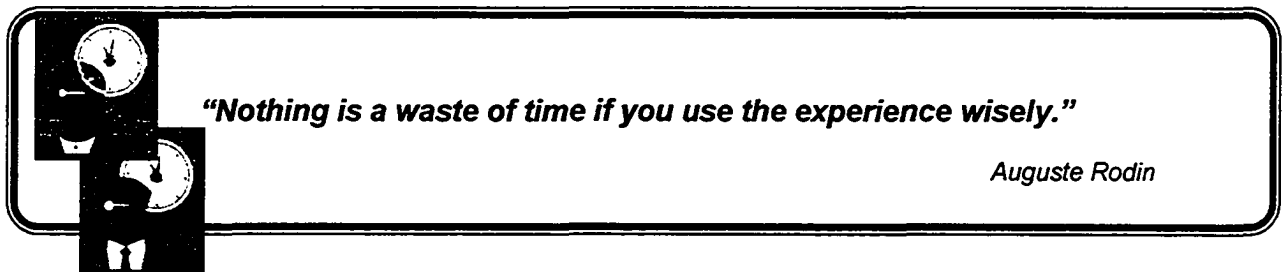 “Nothing is a waste of time if you use the experience wisely.”
Auguste Rodin